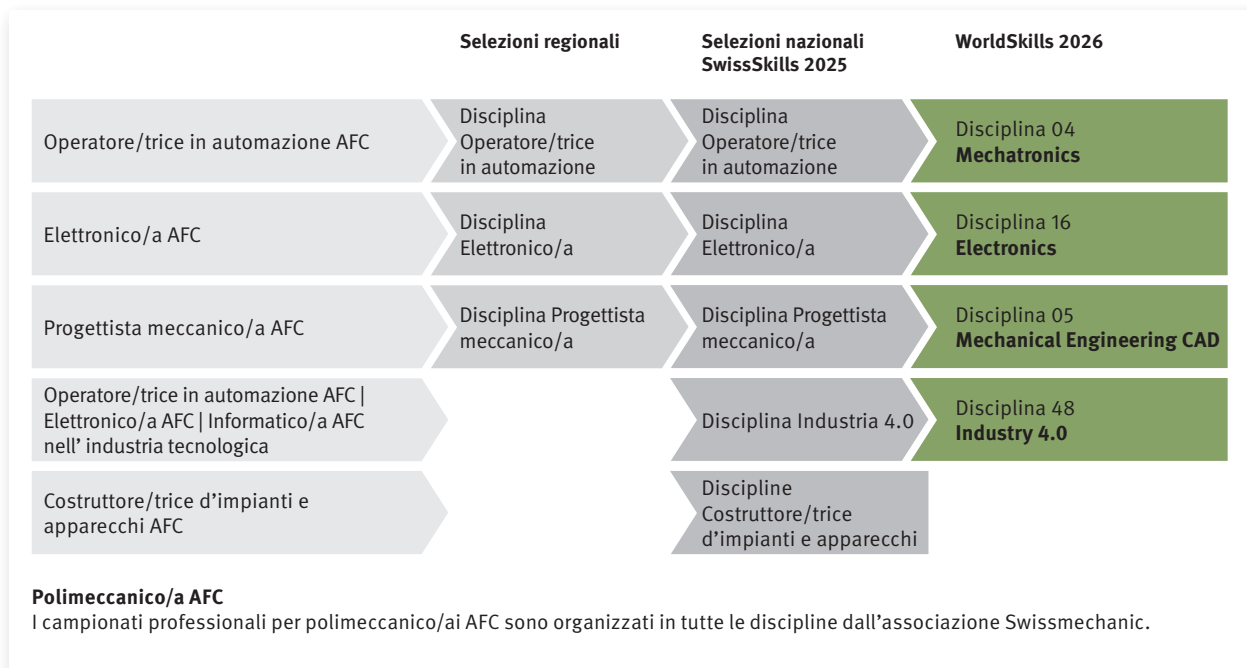 Selezioni regionali
Selezioni nazionali
SwissSkills 2025
WorldSkills 2026
Operatore/trice in automazione AFC
Disciplina
Operatore/trice
in automazione
Disciplina
Operatore/trice
in automazione
Disciplina 04
Mechatronics
Elettronico/a AFC
Disciplina
Elettronico/a
Disciplina
Elettronico/a
Disciplina 16
Electronics
Progettista meccanico/a AFC
Disciplina Progettista
meccanico/a
Disciplina Progettista
meccanico/a
Disciplina 05
Mechanical Engineering CAD
Operatore/trice in automazione AFC |
Elettronico/a AFC | Informatico/a AFC
nell' industria tecnologica
Disciplina Industria 4.0
Disciplina 48
Industry 4.0
Costruttore/trice d'impianti e
apparecchi AFC
Discipline
Costruttore/trice
d'impianti e apparecchi
Polimeccanico/a AFC
I campionati professionali per polimeccanico/ai AFC sono organizzati in tutte le discipline dall'associazione Swissmechanic.